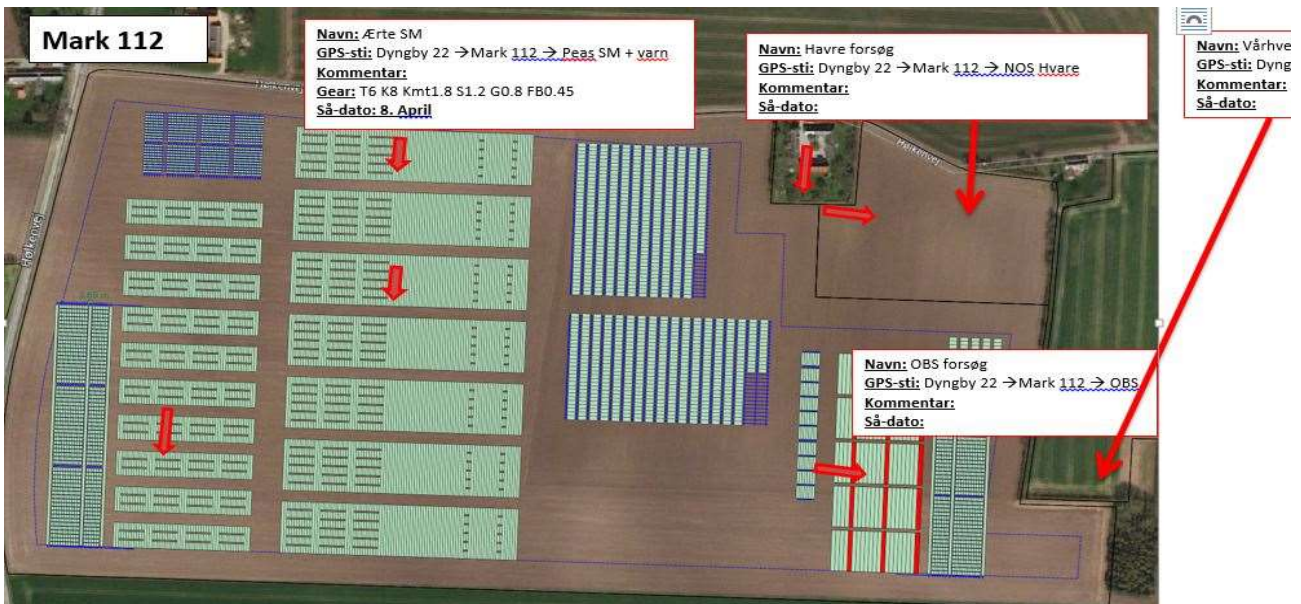 Mark 112
Navn: Ærte SM
GPS-sti: Dyngby 22 →Mark 112 → Peas SM + varn
Kommentar:
Gear: T6 K8 Kmt1.8 S1.2 G0.8 FB0.45
Så-dato: 8. April
Navn: Havre forsøg
GPS-sti: Dyngby 22 →Mark 112 → NOS Hvare
Kommentar:
Så-dato:
Navn: Vårhve
GPS-sti: Dyng
Kommentar:
Så-dato:
Hølkenvej
Hølkenvej
Hølkenvej
Navn: OBS forsøg
GPS-sti: Dyngby 22 →Mark 112 → OBS
Kommentar:
Så-dato: